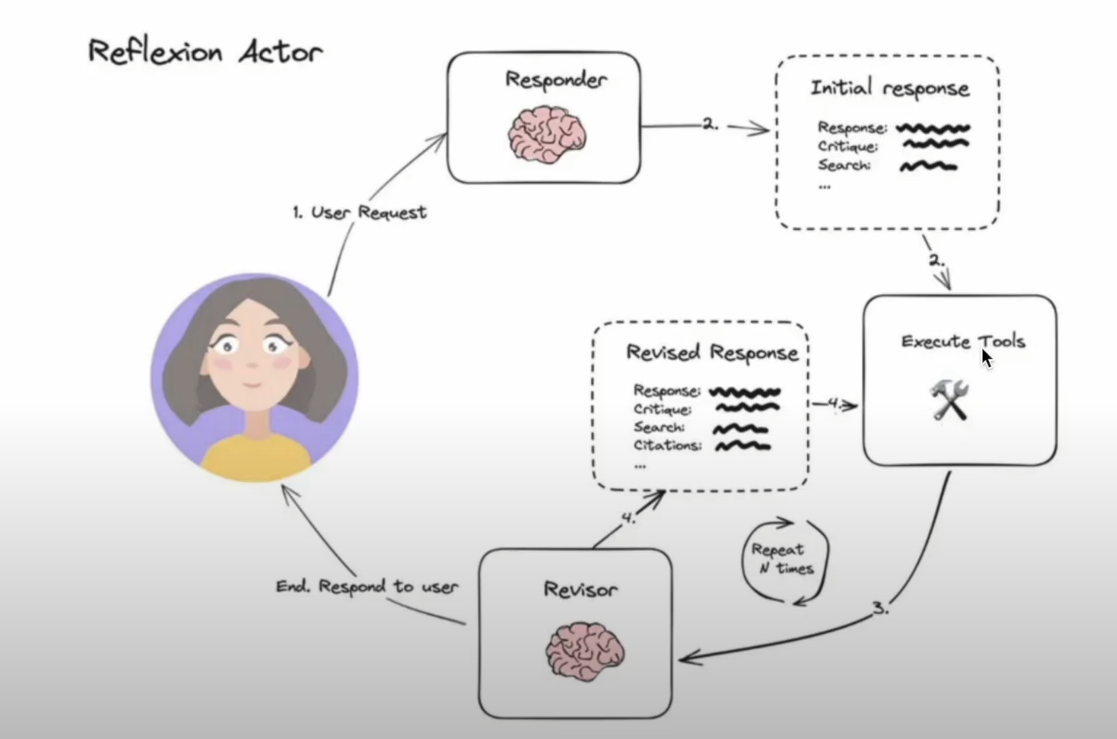 Reflexion Actor
Responder
Initial response
Response:
Critique:
Search:
...
2.
1. User Request
2.
Execute Tools
Revised Response
Response:
Critique:
Search:
Citations:
...
4.
4.
Repeat
N times
3.
Revisor
End. Respond to user